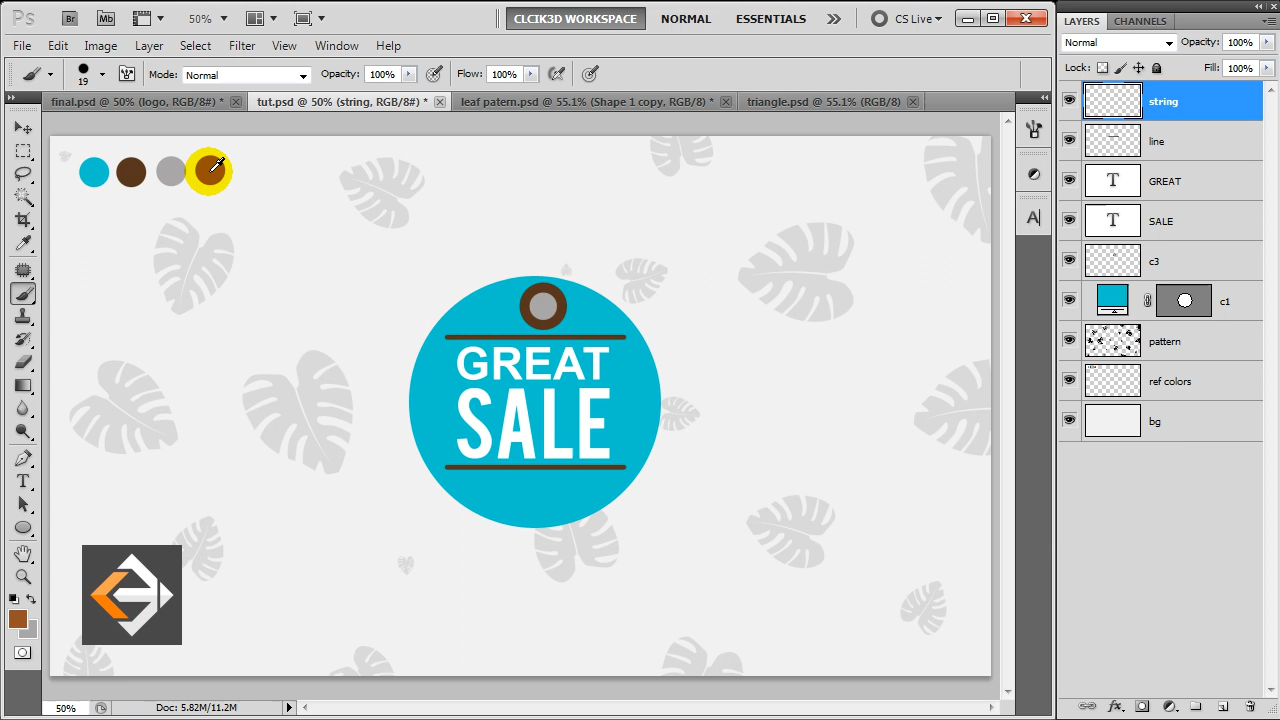 Ps
Br
Mb
50%
CLCIK3D WORKSPACE
NORMAL
ESSENTIALS
CS Live
File
Edit
Image
Layer
Select
Filter
View
Window
Help
19
Mode:
Normal
Opacity:
100%
Flow:
100%
final.psd @ 50% (logo, RGB/8#) *
tut.psd @ 50% (string, RGB/8#) *
leaf patern.psd @ 55.1% (Shape 1 copy, RGB/8)
triangle.psd @ 55.1% (RGB/8)
GREAT
SALE
50%
Doc: 5.82M/11.2M
LAYERS
CHANNELS
Normal
Opacity:
100%
Lock:
Fill:
100%
string
line
T
GREAT
T
SALE
c3
c1
pattern
ref colors
bg
T
A